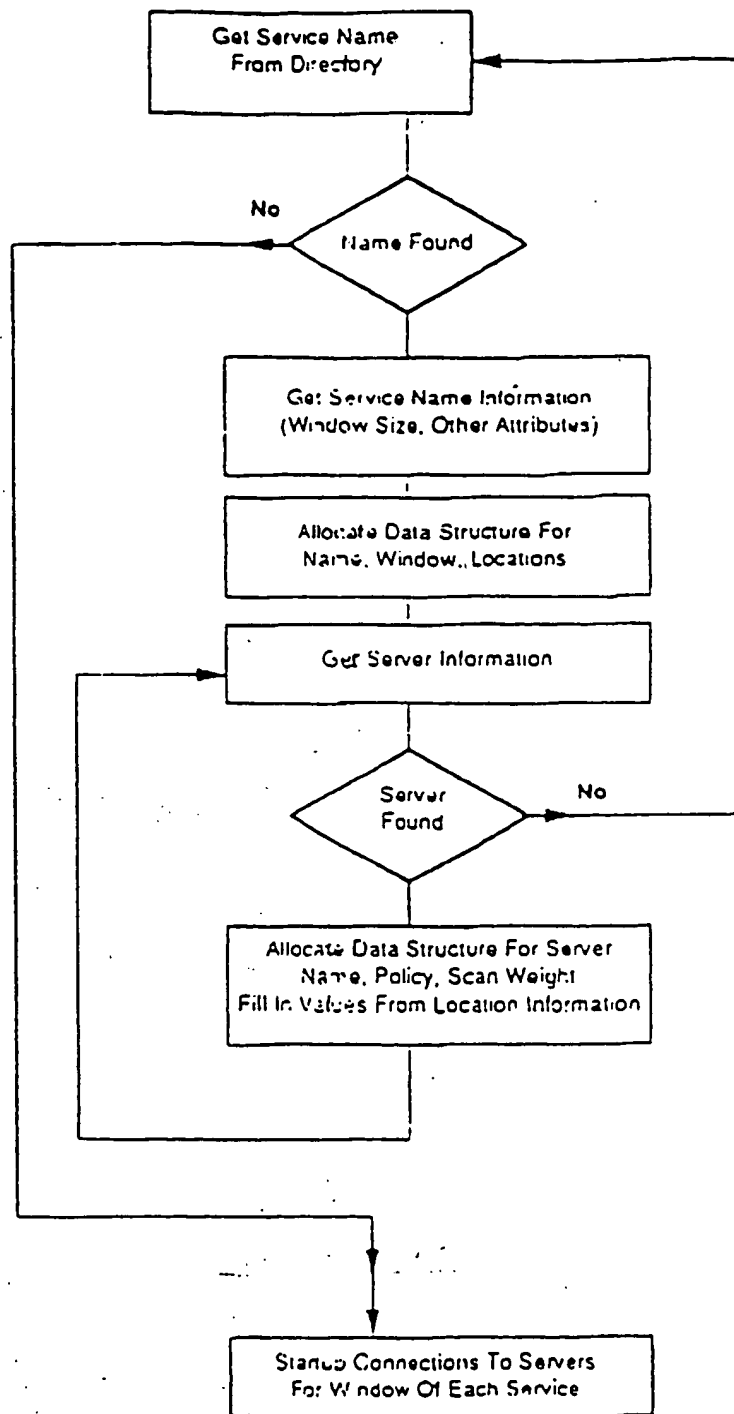 Get Service Name
From Directory
No
Name Found
Get Service Name Information
(Window Size, Other Attributes)
Allocate Data Structure For
Name, Window, Locations
Get Server Information
Server
Found
No
Allocate Data Structure For Server
Name, Policy, Scan Weight
Fill In Values From Location Information
Startup Connections To Servers
For Window Of Each Service